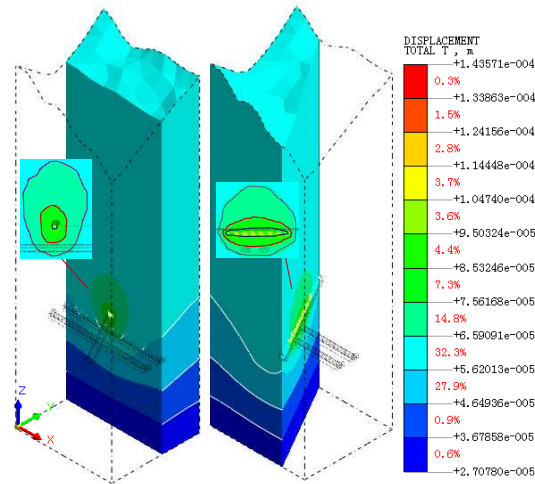 DISPLACEMENT
TOTAL T , m
+1.43571e-004
0.3%
+1.33863e-004
1.5%
+1.24156e-004
2.8%
+1.14448e-004
3.7%
+1.04740e-004
3.6%
+9.50324e-005
4.4%
+8.53246e-005
7.3%
+7.56168e-005
14.8%
+6.59091e-005
32.3%
+5.62013e-005
27.9%
+4.64936e-005
0.9%
+3.67858e-005
0.6%
+2.70780e-005
Z
Y
X